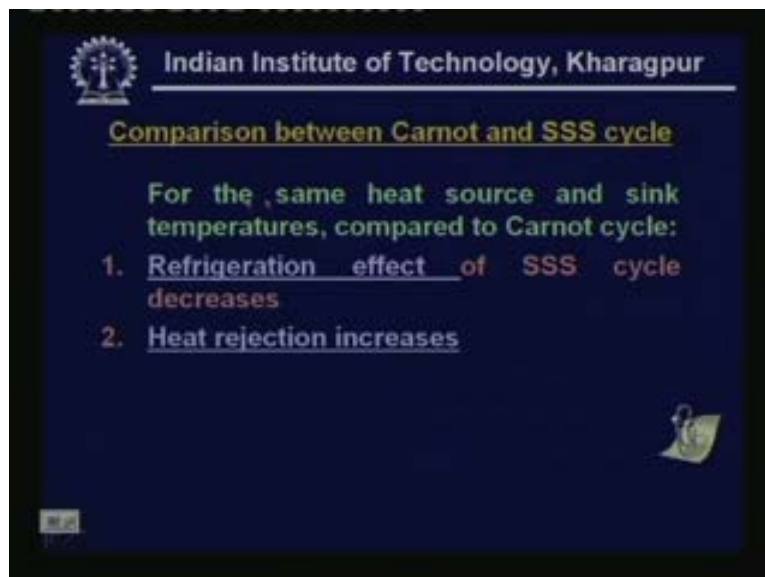 Indian Institute of Technology, Kharagpur
Comparison between Carnot and SSS cycle
For the same heat source and sink
temperatures, compared to Carnot cycle:
1. Refrigeration effect of SSS cycle
decreases
2. Heat rejection increases